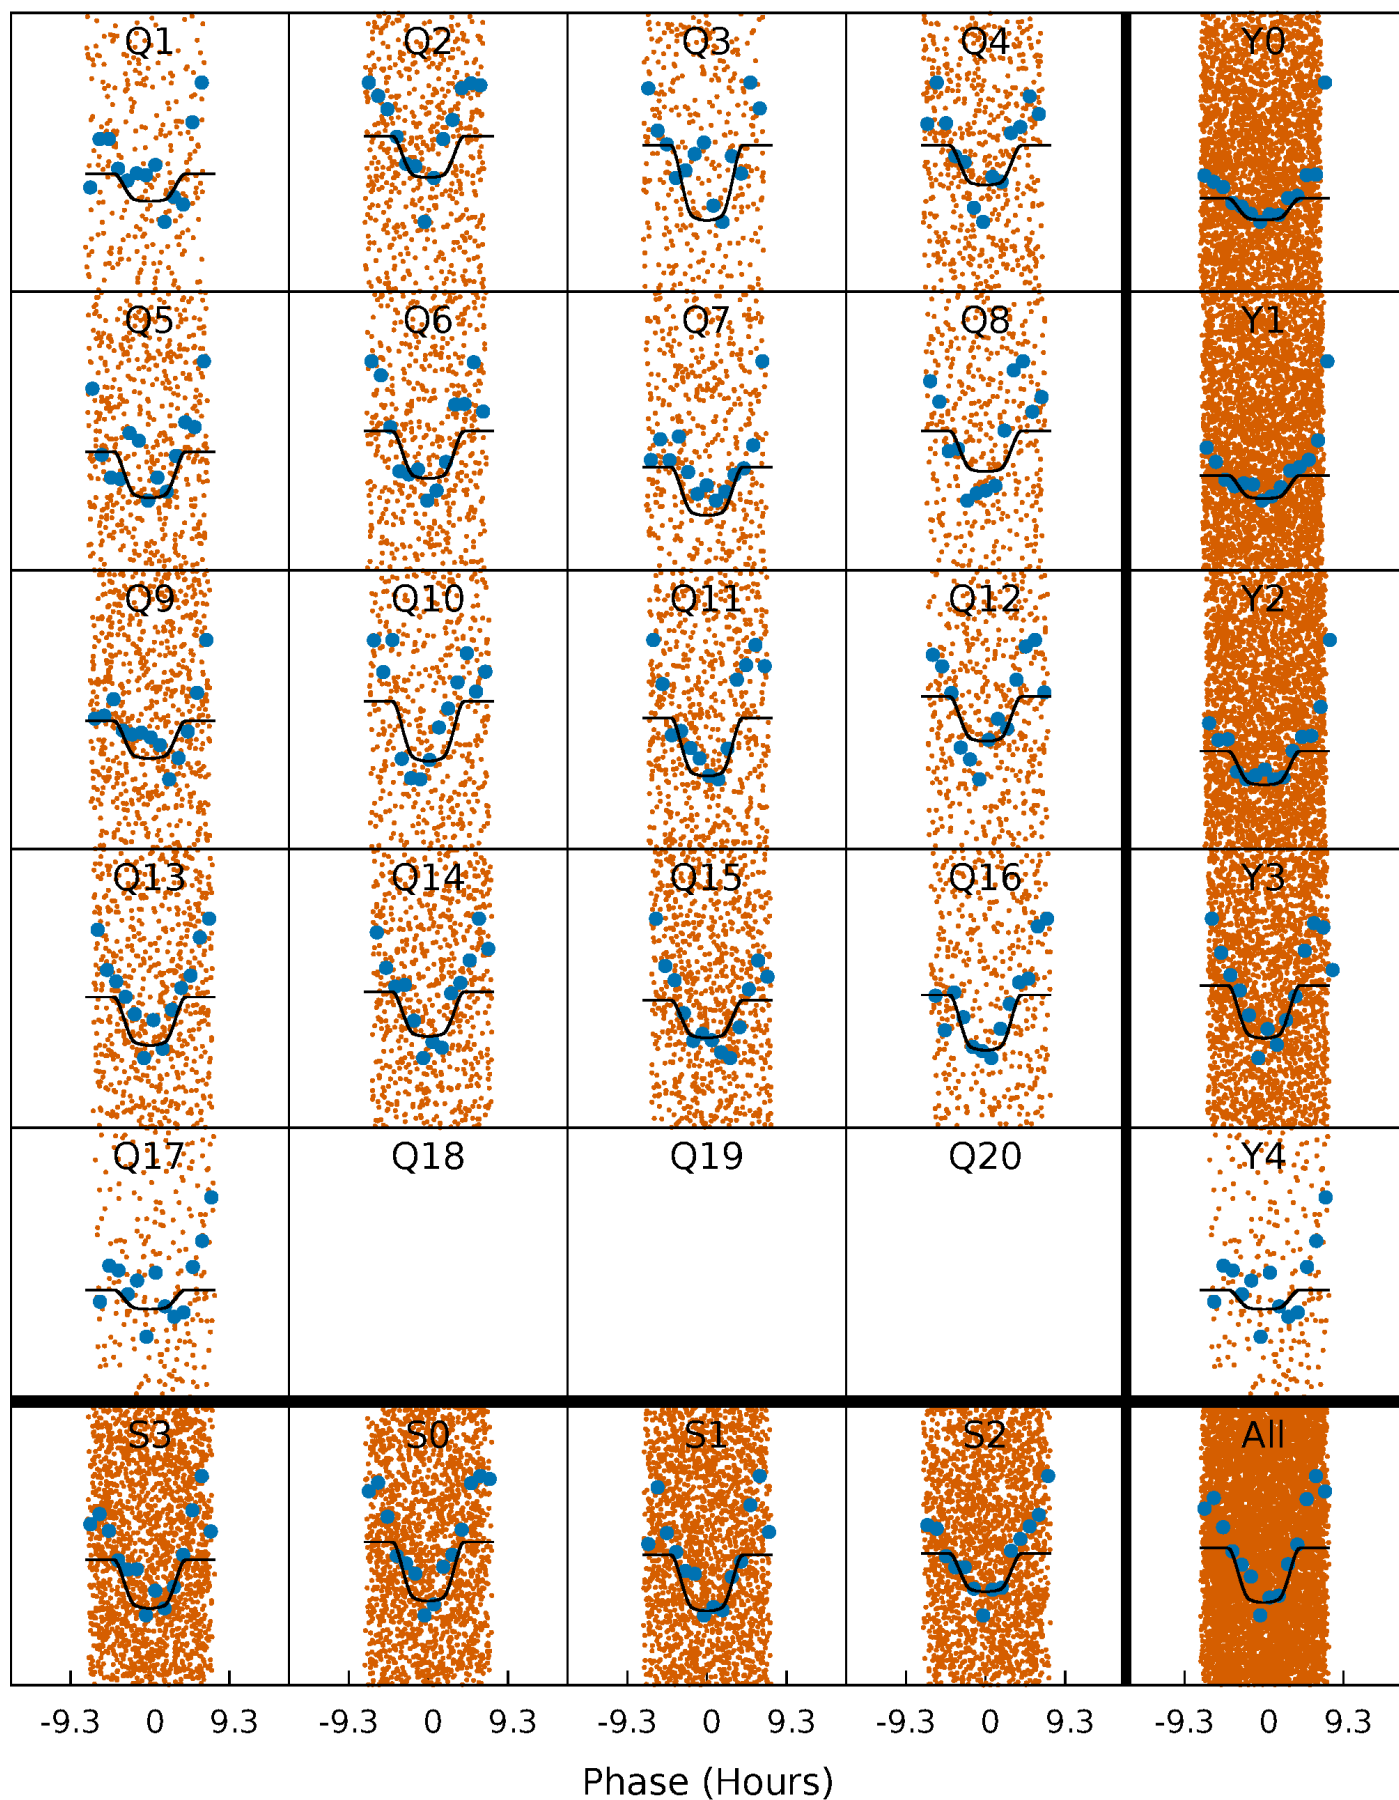 Q1 Q2 Q3 Q4 Y0
Q5 Q6 Q7 Q8 Y1
Q9 Q10 Q11 Q12 Y2
Q13 Q14 Q15 Q16 Y3
Q17 Q18 Q19 Q20 Y4
S3 S0 S1 S2 All
-9.3 0 9.3 -9.3 0 9.3 -9.3 0 9.3 -9.3 0 9.3 -9.3 0 9.3
Phase (Hours)